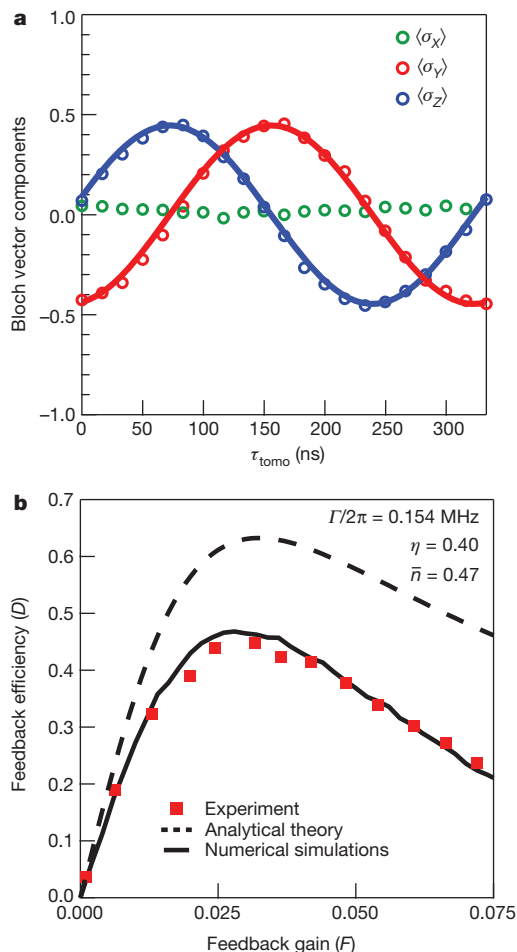 a
1.0
0.5
0.0
−0.5
−1.0
Bloch vector components
⟨σX⟩
⟨σY⟩
⟨σZ⟩
0 50 100 150 200 250 300
τtomo (ns)
b
0.7
0.6
0.5
0.4
0.3
0.2
0.1
0.0
Feedback efficiency (D)
Γ/2π = 0.154 MHz
η = 0.40
n̄ = 0.47
Experiment
Analytical theory
Numerical simulations
0.000 0.025 0.050 0.075
Feedback gain (F)